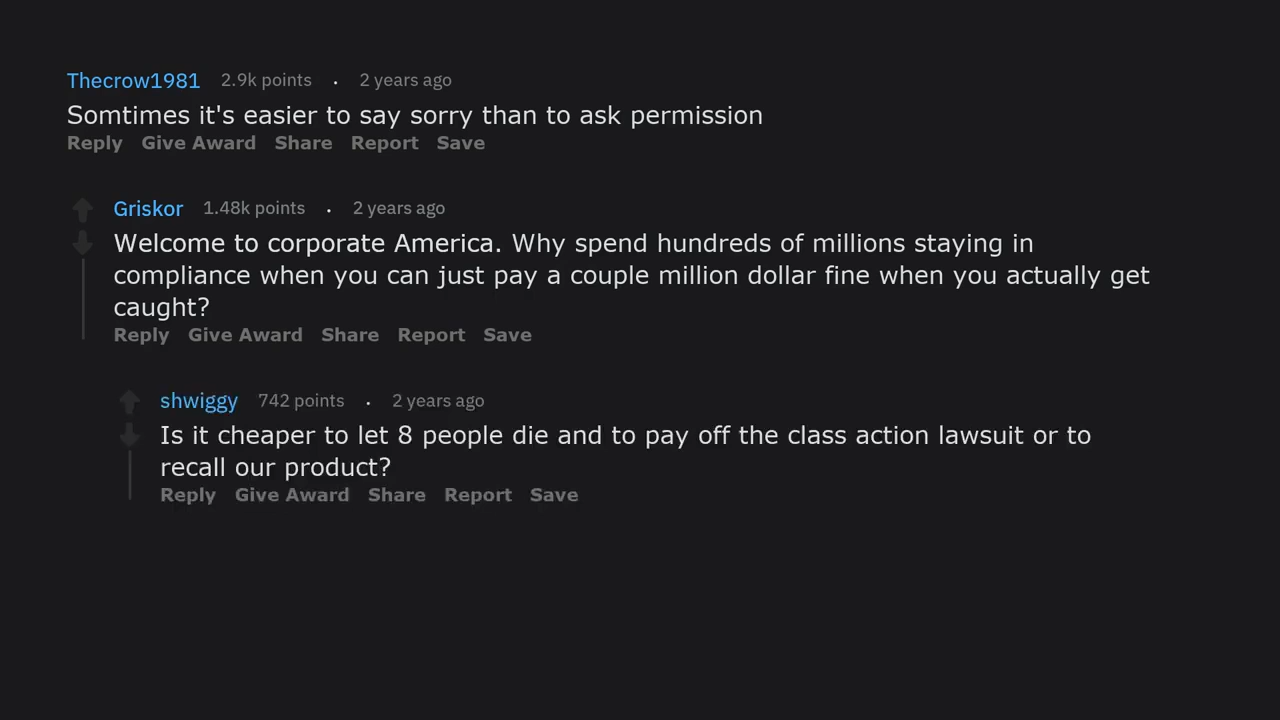 Thecrow1981 2.9k points . 2 years ago
Somtimes it's easier to say sorry than to ask permission
Reply Give Award Share Report Save
Griskor 1.48k points . 2 years ago
Welcome to corporate America. Why spend hundreds of millions staying in
compliance when you can just pay a couple million dollar fine when you actually get
caught?
Reply Give Award Share Report Save
shwiggy 742 points . 2 years ago
Is it cheaper to let 8 people die and to pay off the class action lawsuit or to
recall our product?
Reply Give Award Share Report Save